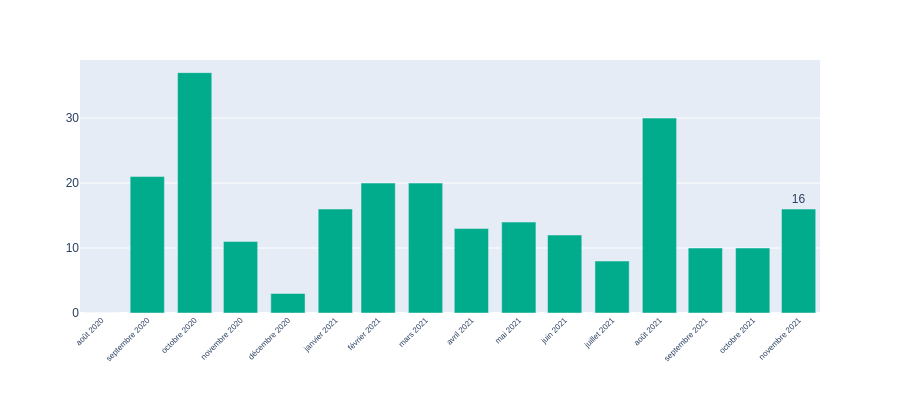 30
20
10
0
16
août 2020
septembre 2020
octobre 2020
novembre 2020
décembre 2020
janvier 2021
février 2021
mars 2021
avril 2021
mai 2021
juin 2021
juillet 2021
août 2021
septembre 2021
octobre 2021
novembre 2021